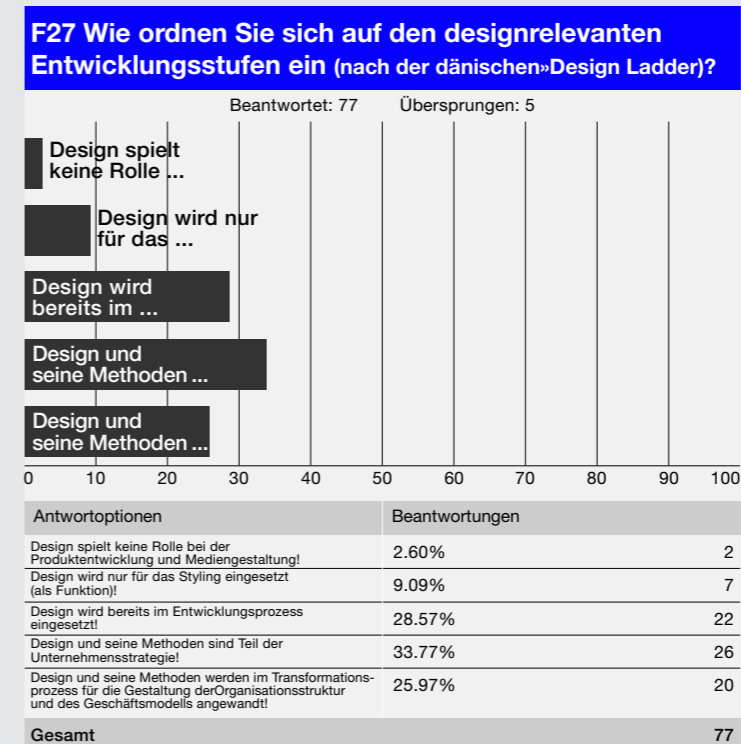 F27 Wie ordnen Sie sich auf den designrelevanten
Entwicklungsstufen ein (nach der dänischen»Design Ladder)?
Beantwortet: 77 Übersprungen: 5
Design spielt
keine Rolle ...
Design wird nur
für das ...
Design wird
bereits im ...
Design und
seine Methoden ...
Design und
seine Methoden ...
0 10 20 30 40 50 60 70 80 90 100
Antwortoptionen Beantwortungen
Design spielt keine Rolle bei der
Produktentwicklung und Mediengestaltung!
2.60% 2
Design wird nur für das Styling eingesetzt
(als Funktion)!
9.09% 7
Design wird bereits im Entwicklungsprozess
eingesetzt!
28.57% 22
Design und seine Methoden sind Teil der
Unternehmensstrategie!
33.77% 26
Design und seine Methoden werden im Transformations-
prozess für die Gestaltung derOrganisationsstruktur
und des Geschäftsmodells angewandt!
25.97% 20
Gesamt 77